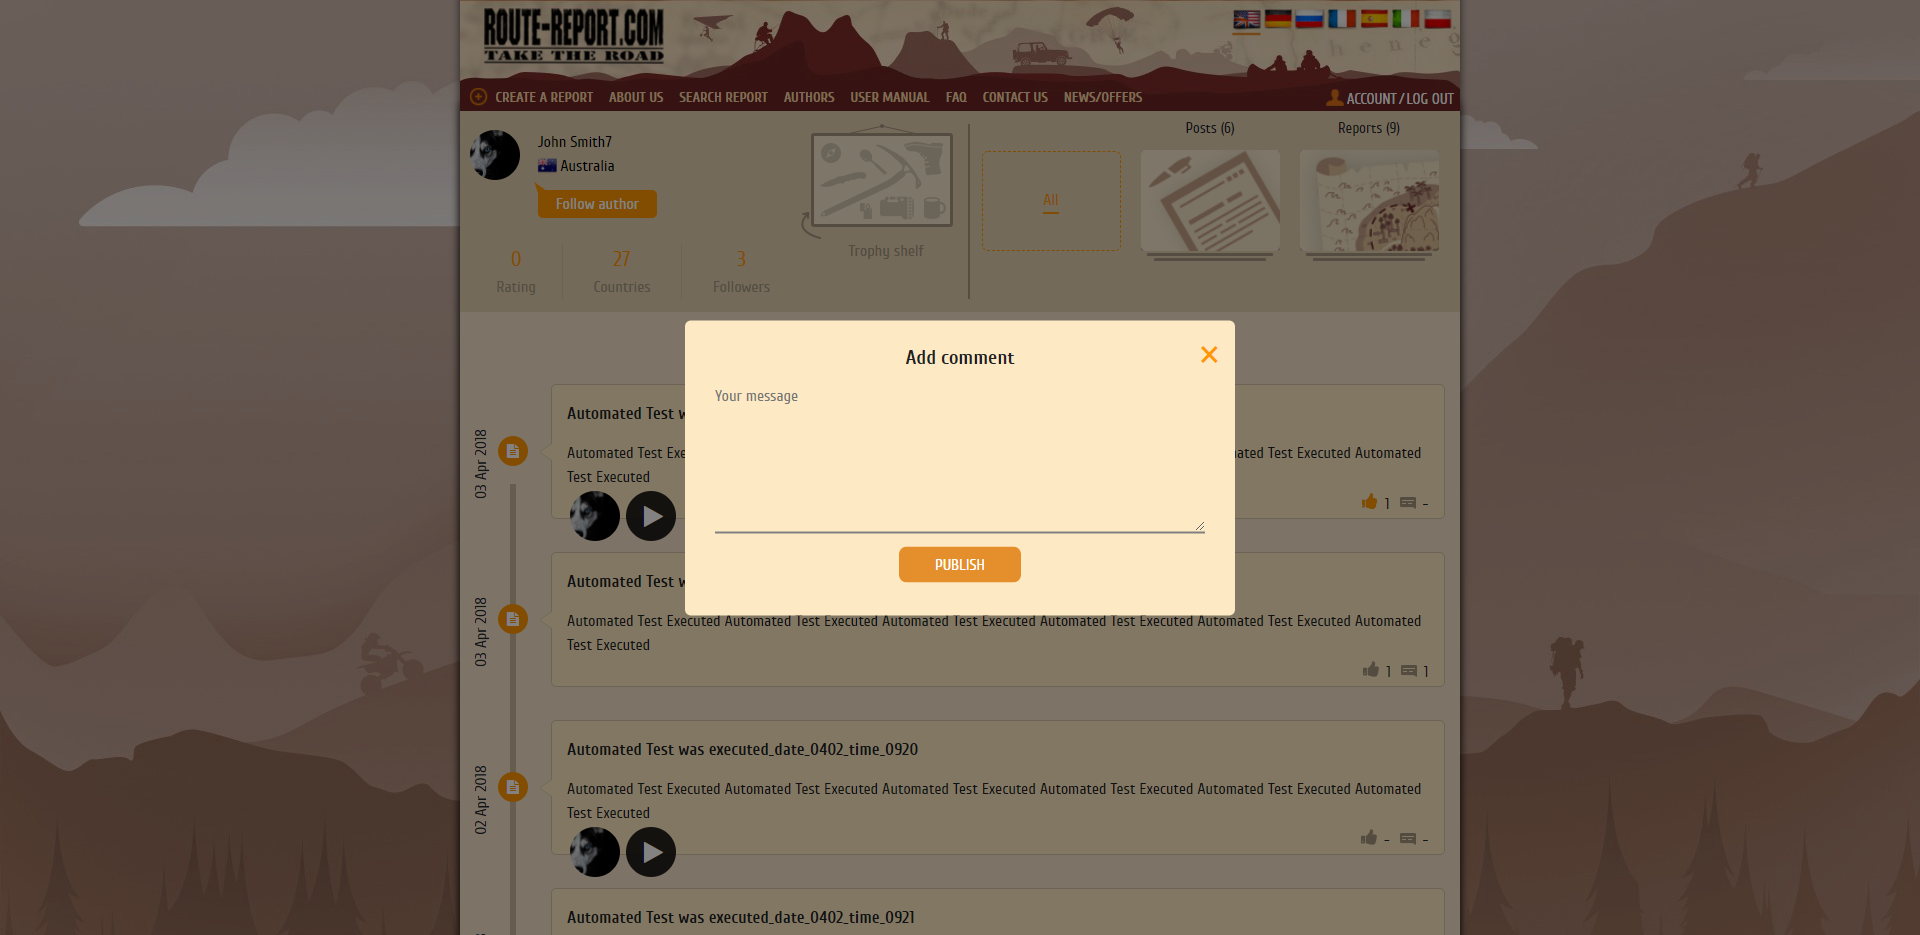 ROUTE-REPORT.COM
TAKE THE ROAD
CREATE A REPORT ABOUT US SEARCH REPORT AUTHORS USER MANUAL FAQ CONTACT US NEWS/OFFERS ACCOUNT/LOG OUT
John Smith7
Australia
Follow author
0 27 3
Rating Countries Followers
Trophy shelf
All
Posts (6)
Reports (9)
Add comment
Your message
PUBLISH
03 Apr 2018
Automated Test w
Automated Test Exe
ated Test Executed Automated
Test Executed
1 -
03 Apr 2018
Automated Test w
Automated Test Executed Automated Test Executed Automated Test Executed Automated Test Executed Automated Test Executed Automated
Test Executed
1 1
02 Apr 2018
Automated Test was executed_date_0402_time_0920
Automated Test Executed Automated Test Executed Automated Test Executed Automated Test Executed Automated Test Executed Automated
Test Executed
- -
Automated Test was executed_date_0402_time_0921